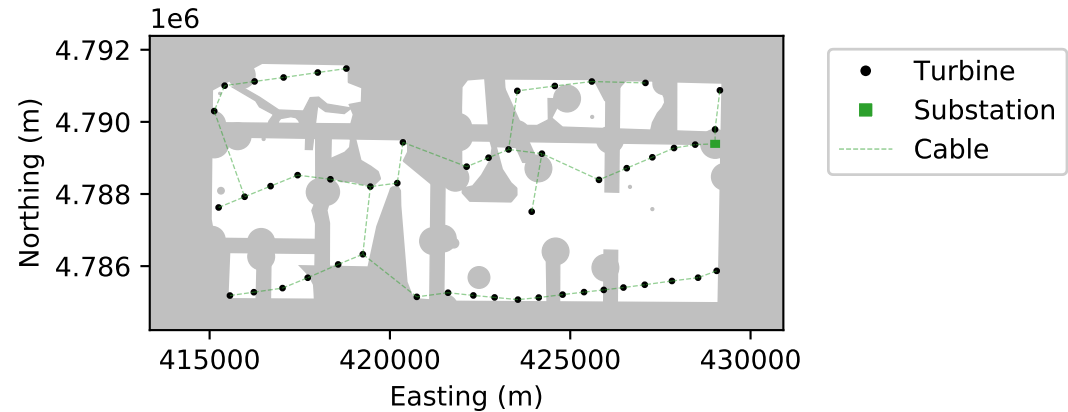 1e6
4.792
4.790
4.788
4.786
Northing (m)
415000
420000
425000
430000
Easting (m)
Turbine
Substation
Cable